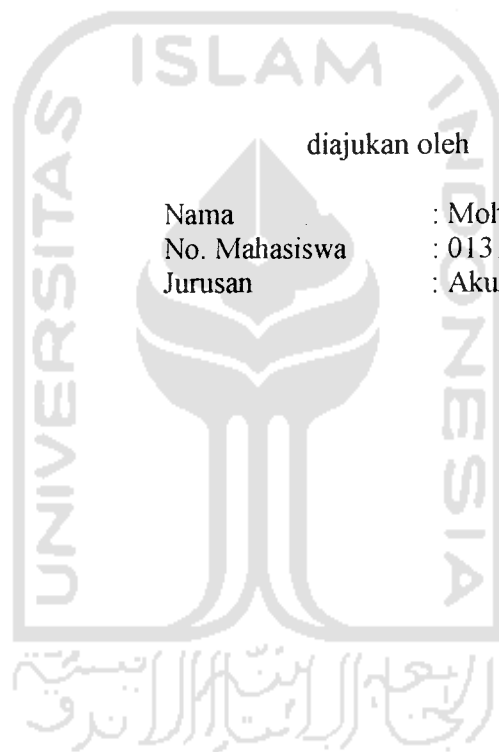 ISLAM
UNIVERSITAS
INDONESIA
diajukan oleh
Nama : Moh
No. Mahasiswa : 013
Jurusan : Aku